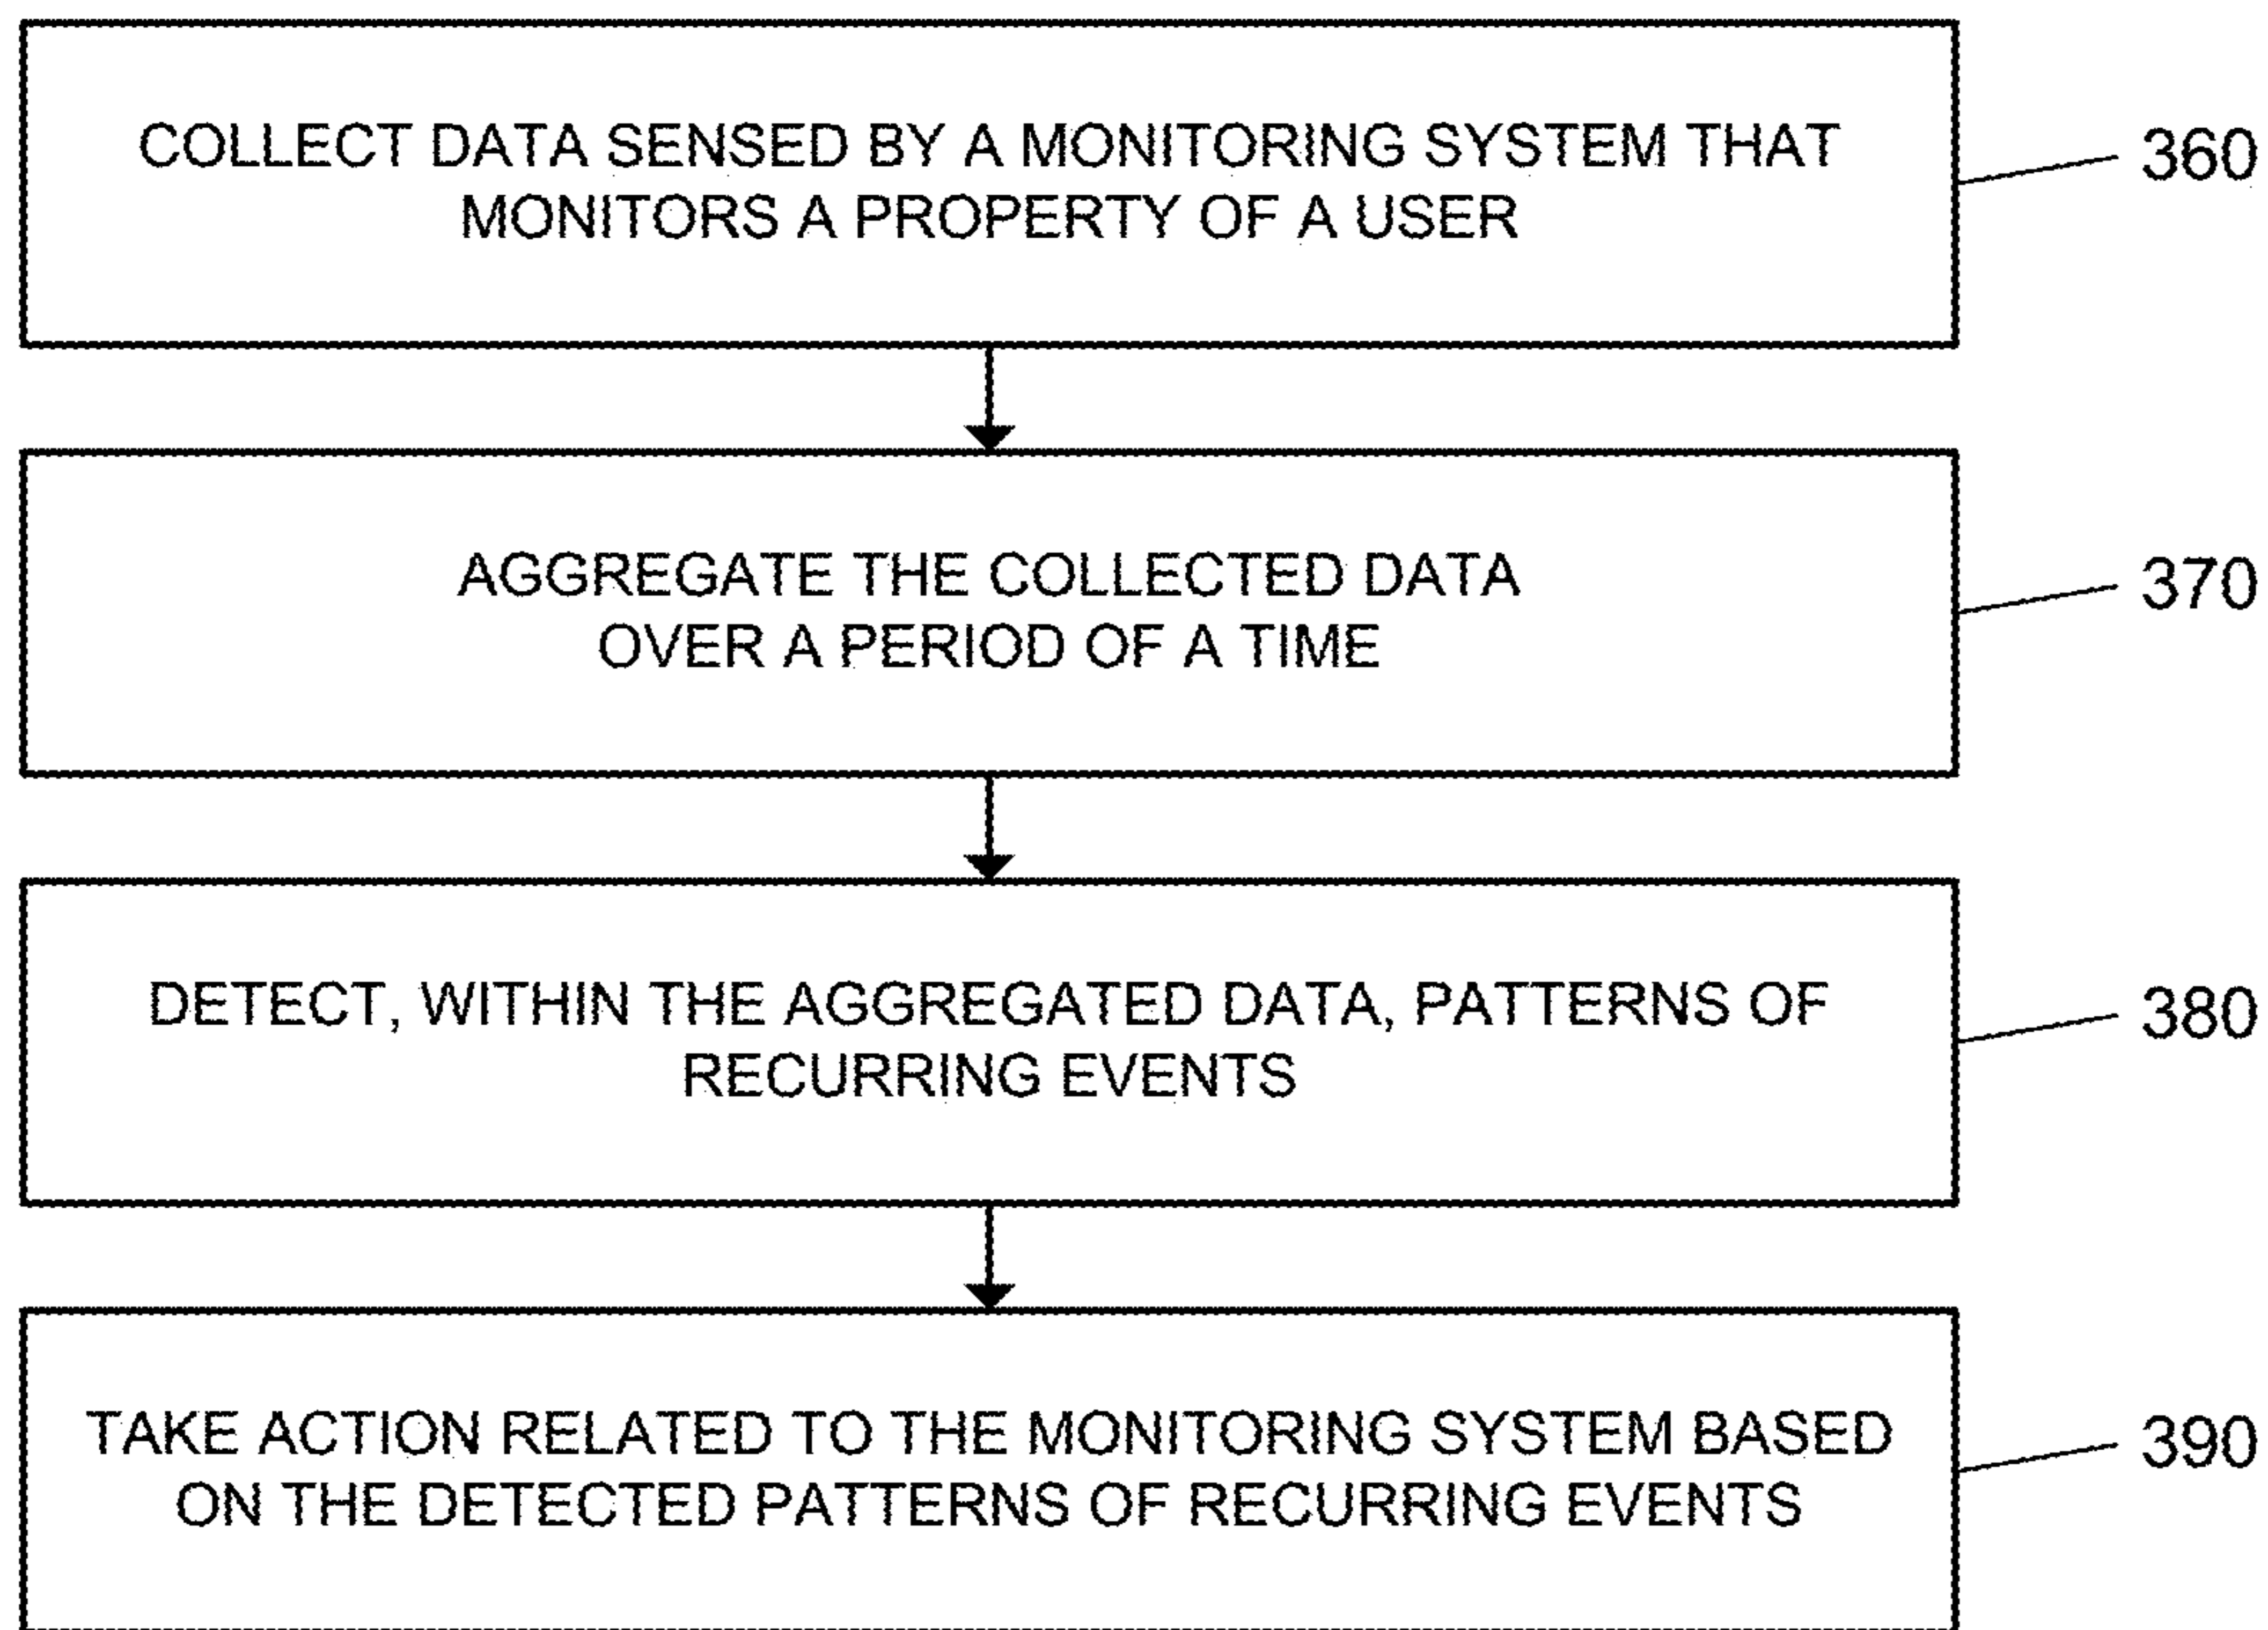 COLLECT DATA SENSED BY A MONITORING SYSTEM THAT
MONITORS A PROPERTY OF A USER
360
AGGREGATE THE COLLECTED DATA
OVER A PERIOD OF A TIME
370
DETECT, WITHIN THE AGGREGATED DATA, PATTERNS OF
RECURRING EVENTS
380
TAKE ACTION RELATED TO THE MONITORING SYSTEM BASED
ON THE DETECTED PATTERNS OF RECURRING EVENTS
390